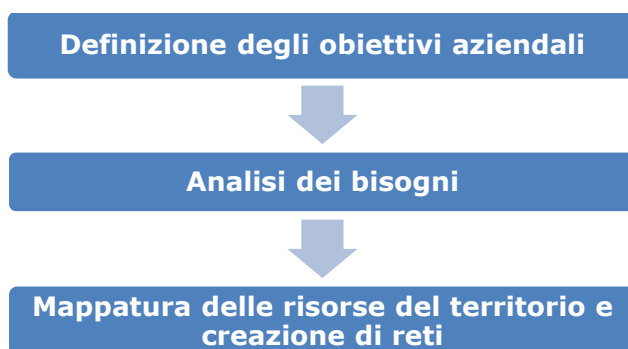 Definizione degli obiettivi aziendali
Analisi dei bisogni
Mappatura delle risorse del territorio e
creazione di reti